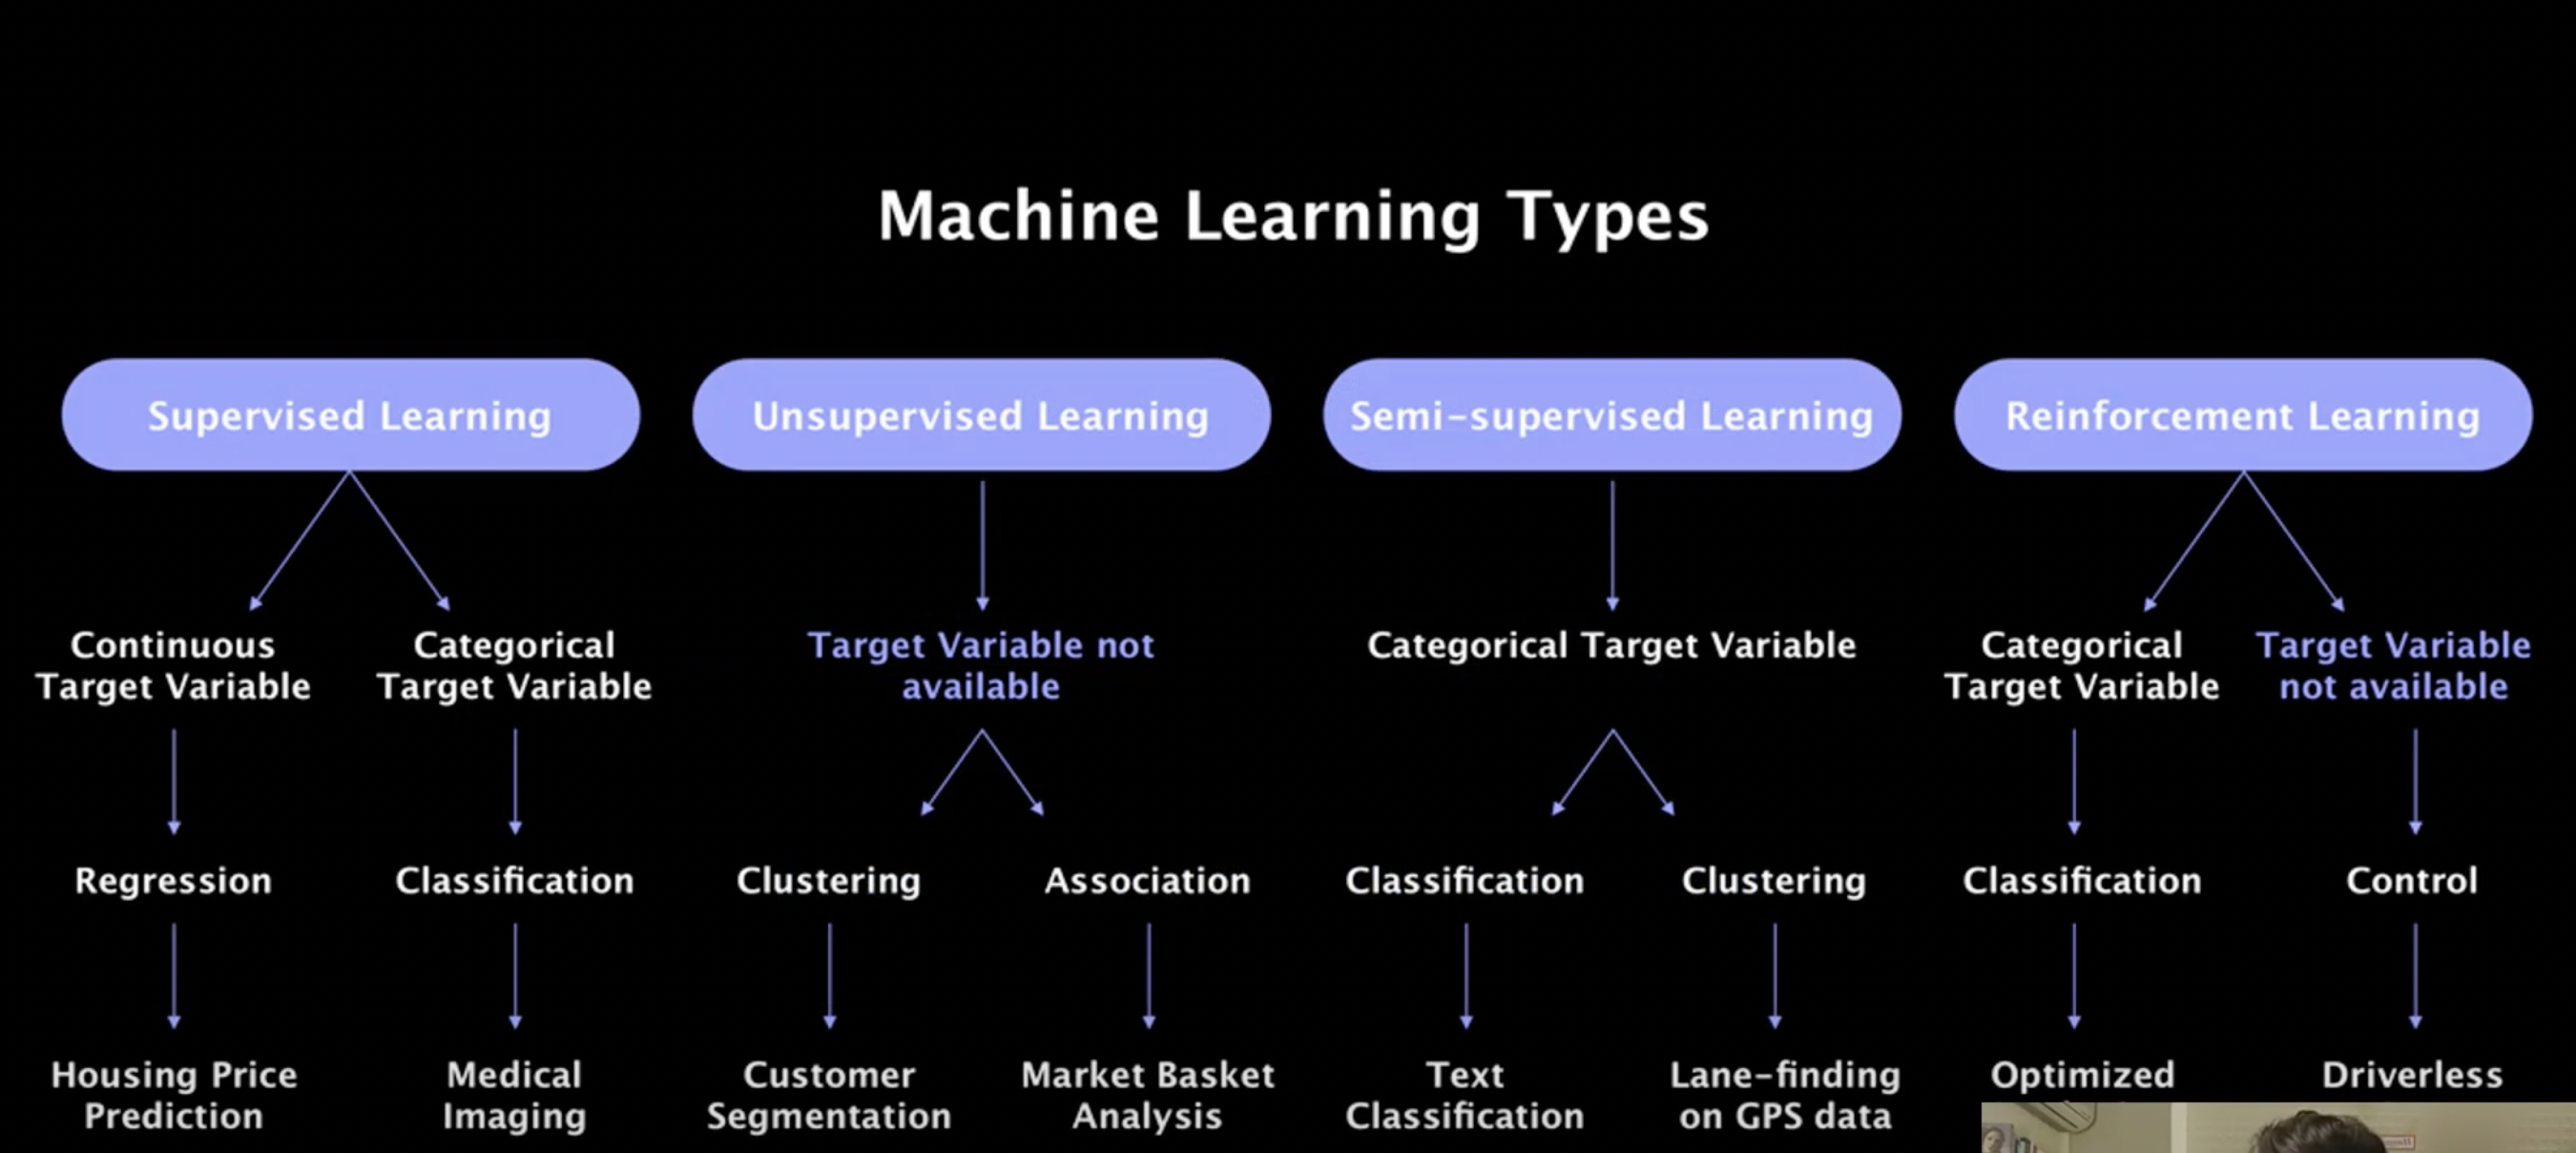 Machine Learning Types
Supervised Learning
Unsupervised Learning
Semi-supervised Learning
Reinforcement Learning
Continuous
Target Variable
Categorical
Target Variable
Target Variable not
available
Categorical Target Variable
Categorical
Target Variable
Target Variable
not available
Regression
Classification
Clustering
Association
Classification
Clustering
Classification
Control
Housing Price
Prediction
Medical
Imaging
Customer
Segmentation
Market Basket
Analysis
Text
Classification
Lane-finding
on GPS data
Optimized
Driverless